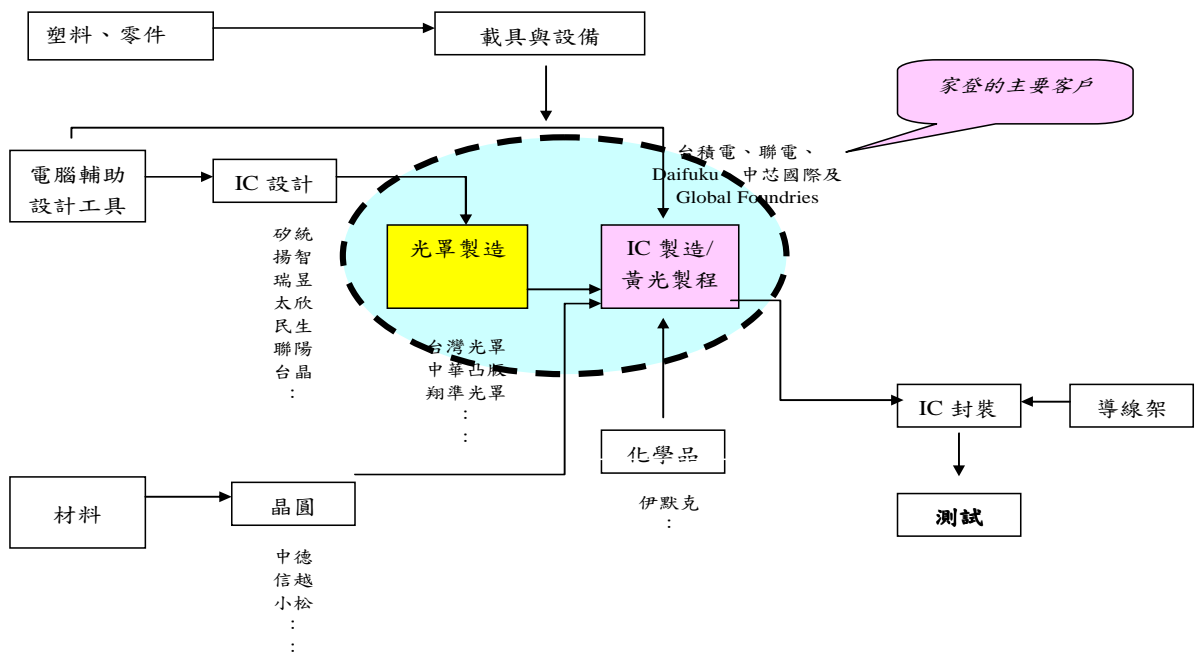 塑料、零件
載具與設備
家登的主要客戶
台積電、聯電、
Daifuku、中芯國際及
Global Foundries
電腦輔助
設計工具
IC 設計
矽統
揚智
瑞昱
太欣
民生
聯陽
台晶
：
光罩製造
台灣光罩
中華凸版
翔準光罩
：
：
IC 製造/
黃光製程
IC 封裝
導線架
測試
化學品
伊默克
：
材料
晶圓
中德
信越
小松
：
：